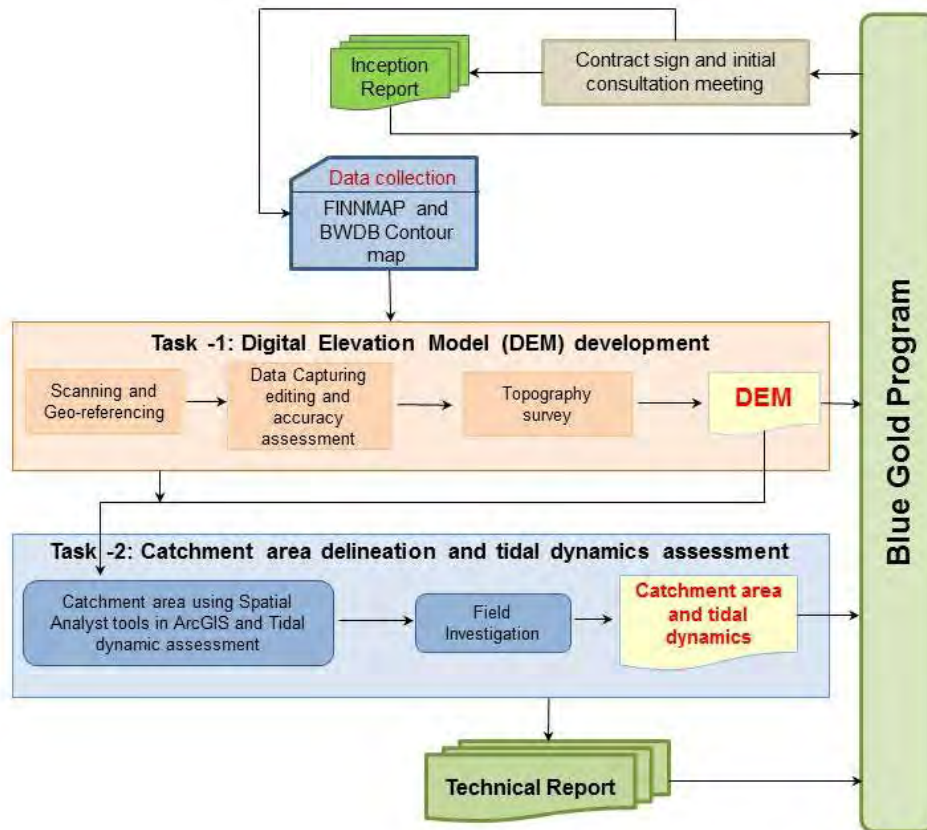 Contract sign and initial
consultation meeting
Inception
Report
Data collection
FINNMAP and
BWDB Contour
map
Task -1: Digital Elevation Model (DEM) development
Scanning and
Geo-referencing
Data Capturing
editing and
accuracy
assessment
Topography
survey
DEM
Task -2: Catchment area delineation and tidal dynamics assessment
Catchment area using Spatial
Analyst tools in ArcGIS and Tidal
dynamic assessment
Field
Investigation
Catchment area
and tidal
dynamics
Technical Report
Blue Gold Program